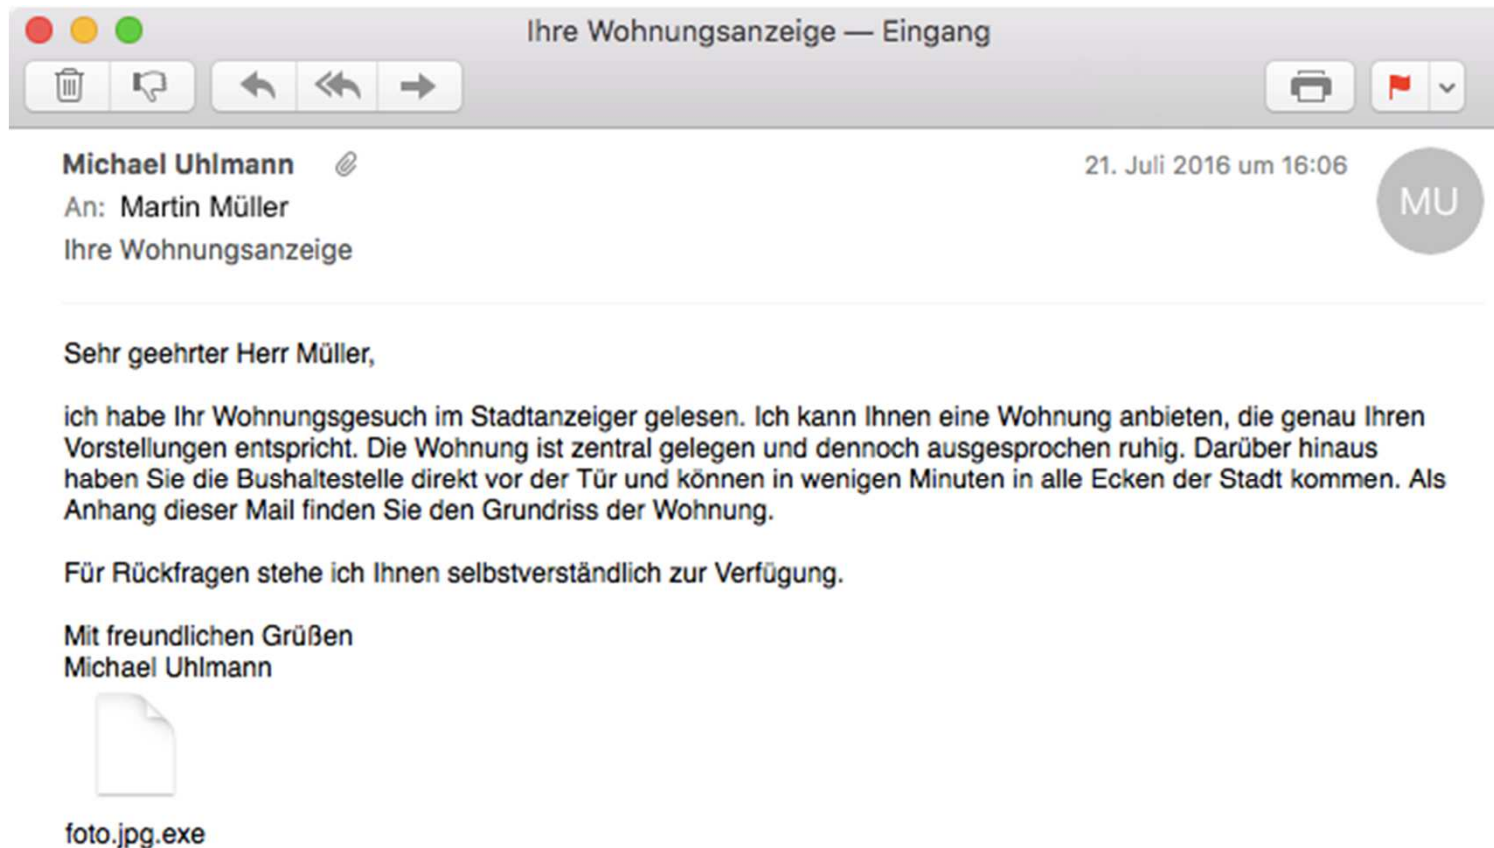 Ihre Wohnungsanzeige — Eingang
Michael Uhlmann
21. Juli 2016 um 16:06
MU
An: Martin Müller
Ihre Wohnungsanzeige
Sehr geehrter Herr Müller,
ich habe Ihr Wohnungsgesuch im Stadtanzeiger gelesen. Ich kann Ihnen eine Wohnung anbieten, die genau Ihren
Vorstellungen entspricht. Die Wohnung ist zentral gelegen und dennoch ausgesprochen ruhig. Darüber hinaus
haben Sie die Bushaltestelle direkt vor der Tür und können in wenigen Minuten in alle Ecken der Stadt kommen. Als
Anhang dieser Mail finden Sie den Grundriss der Wohnung.
Für Rückfragen stehe ich Ihnen selbstverständlich zur Verfügung.
Mit freundlichen Grüßen
Michael Uhlmann
foto.jpg.exe